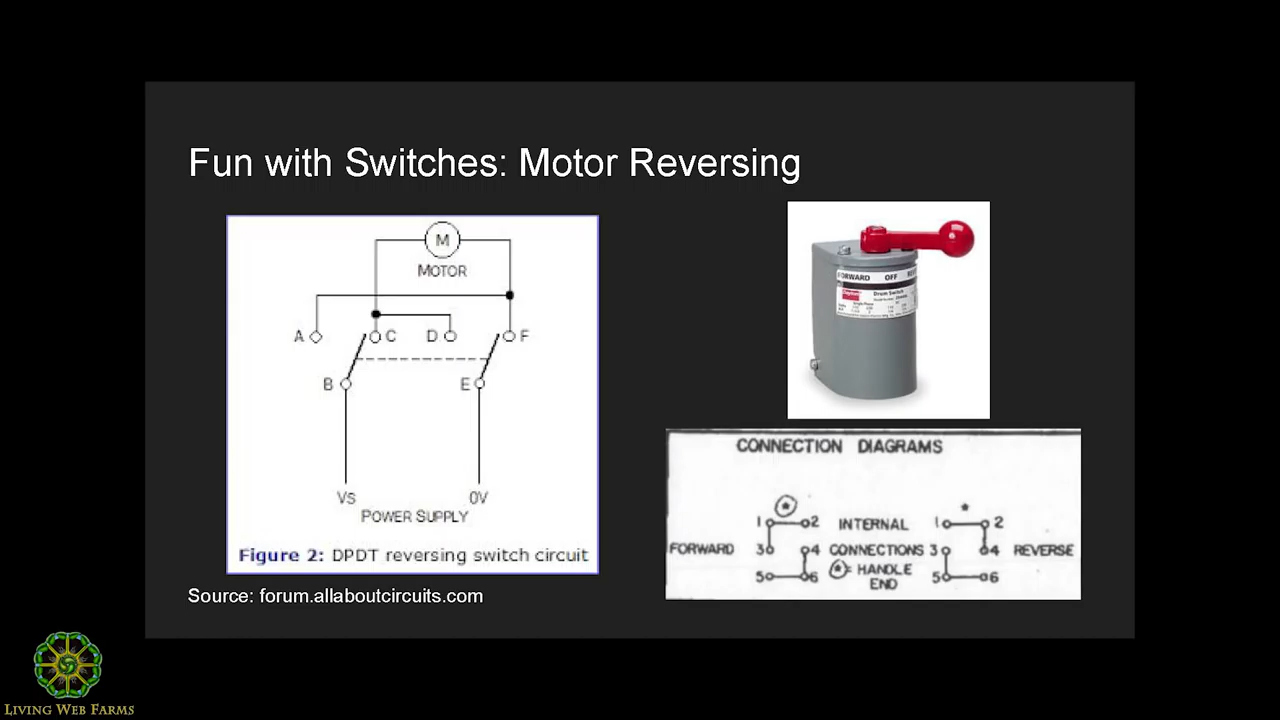 Fun with Switches: Motor Reversing
M
MOTOR
A
C
D
F
B
E
VS
0V
POWER SUPPLY
Figure 2: DPDT reversing switch circuit
Source: forum.allaboutcircuits.com
FORWARD OFF
Drum Switch
CONNECTION DIAGRAMS
1 2 INTERNAL 1 2
FORWARD 3 4 CONNECTIONS 3 4 REVERSE
5 6 * = HANDLE 5 6
END
LIVING WEB FARMS